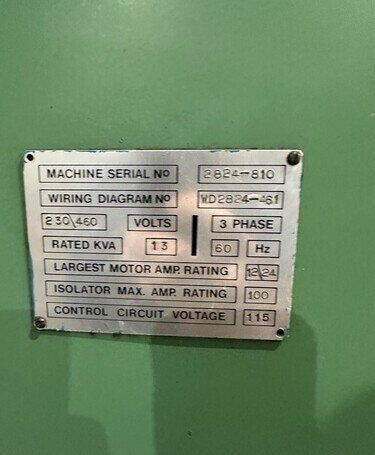 MACHINE SERIAL NO 2824-810
WIRING DIAGRAM NO WD2824-461
230\460 VOLTS 3 PHASE
RATED KVA 13 60 Hz
LARGEST MOTOR AMP. RATING 12\24
ISOLATOR MAX. AMP. RATING 100
CONTROL CIRCUIT VOLTAGE 115